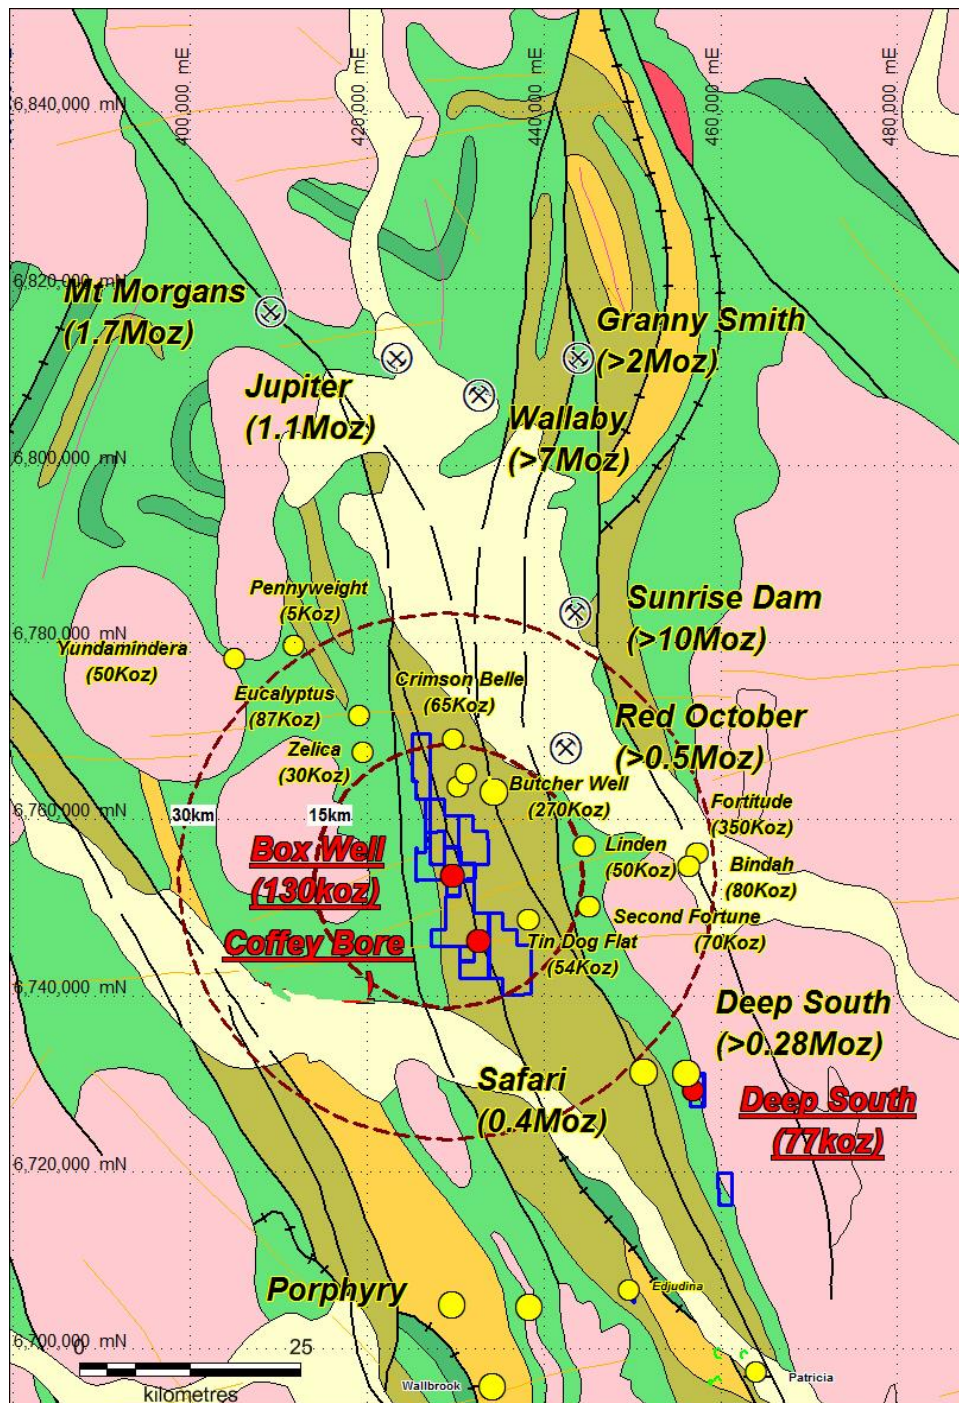 400,000 mE
420,000 mE
440,000 mE
460,000 mE
480,000 mE
6,840,000 mN
6,820,000 mN
Mt Morgans
(1.7Moz)
Granny Smith
(>2Moz)
Jupiter
(1.1Moz)
Wallaby
(>7Moz)
6,800,000 mN
Pennyweight
(5Koz)
Sunrise Dam
(>10Moz)
6,780,000 mN
Yundamindera
(50Koz)
Crimson Belle
(65Koz)
Eucalyptus
(87Koz)
Red October
(>0.5Moz)
Zelica
(30Koz)
Butcher Well
(270Koz)
Fortitude
(350Koz)
6,760,000 mN
30km
15km
Box Well
(130koz)
Linden
(50Koz)
Bindah
(80Koz)
Second Fortune
(70Koz)
Coffey Bore
Tin Dog Flat
(54Koz)
6,740,000 mN
Deep South
(>0.28Moz)
Safari
(0.4Moz)
Deep South
(77koz)
6,720,000 mN
Porphyry
Edjudina
6,700,000 mN
0
25
kilometres
Wallbrook
Patricia